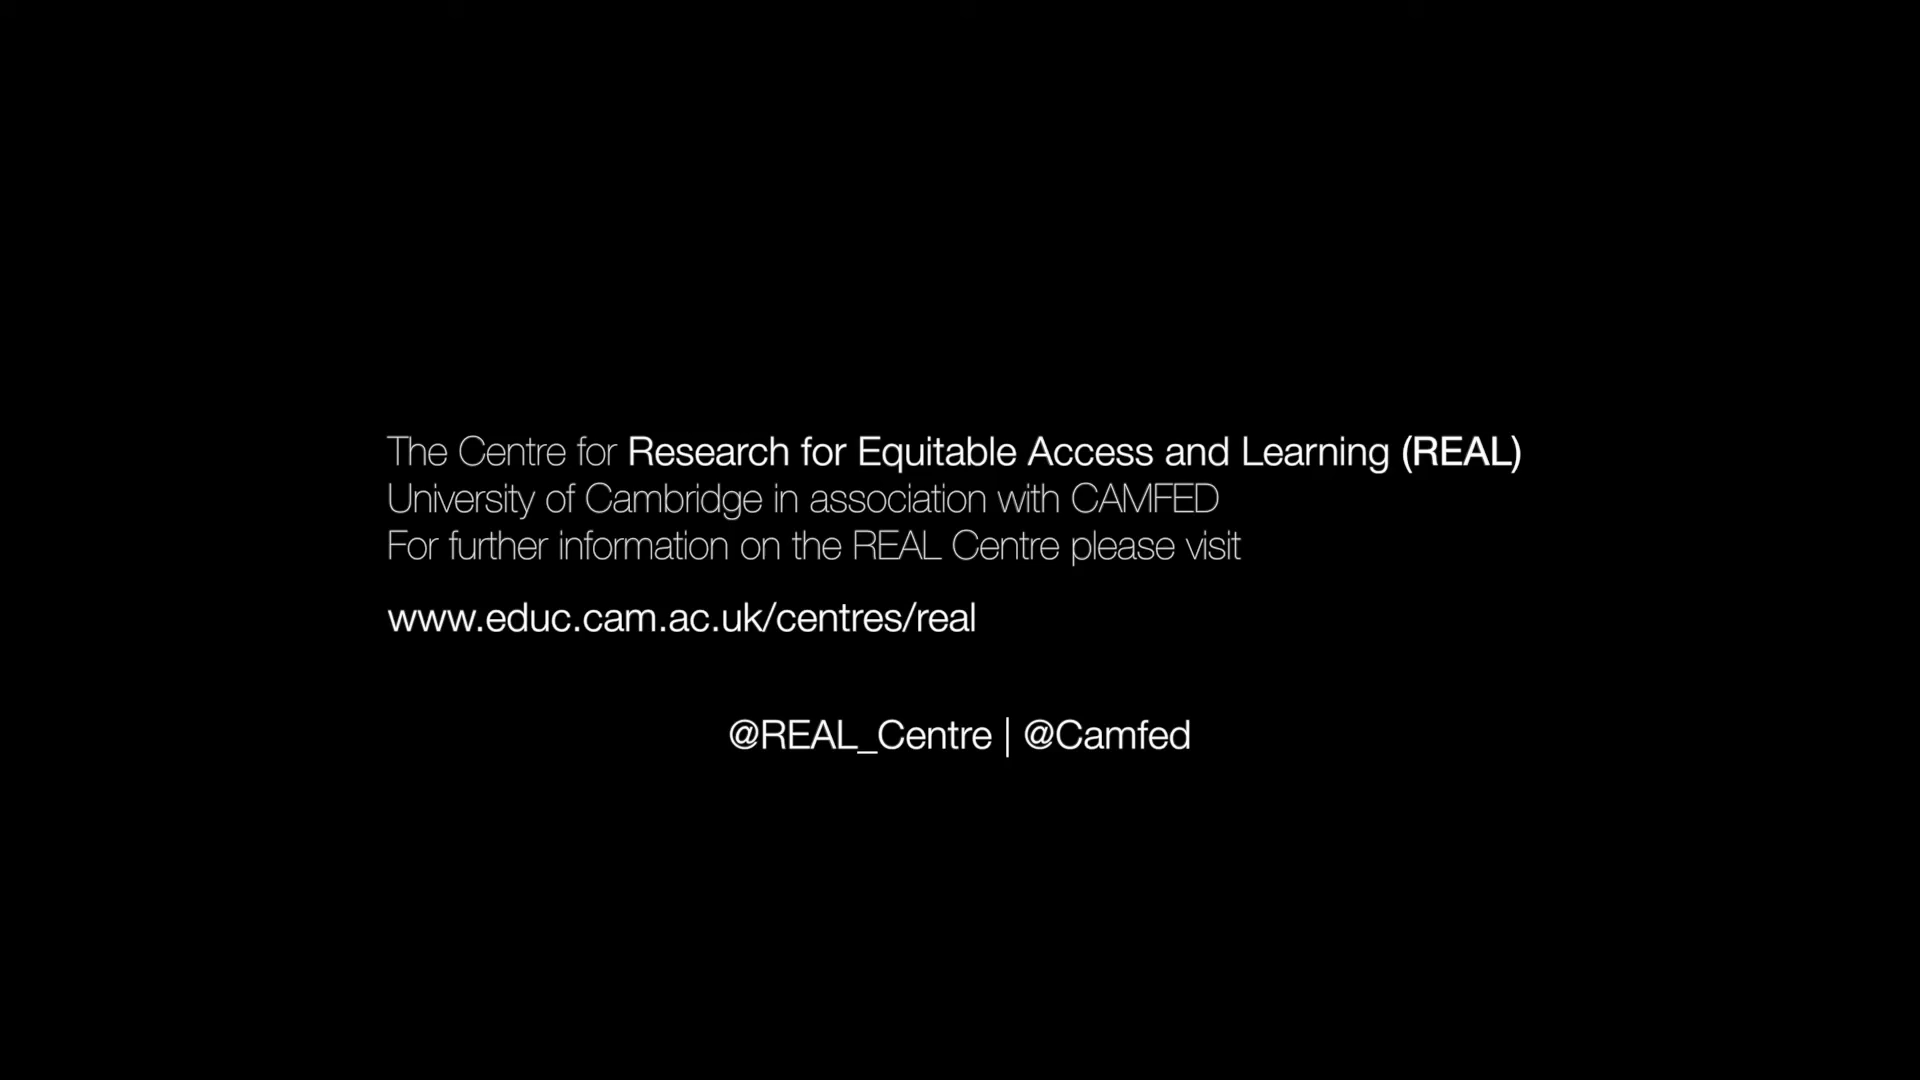 The Centre for Research for Equitable Access and Learning (REAL)
University of Cambridge in association with CAMFED
For further information on the REAL Centre please visit
www.educ.cam.ac.uk/centres/real
@REAL_Centre | @Camfed